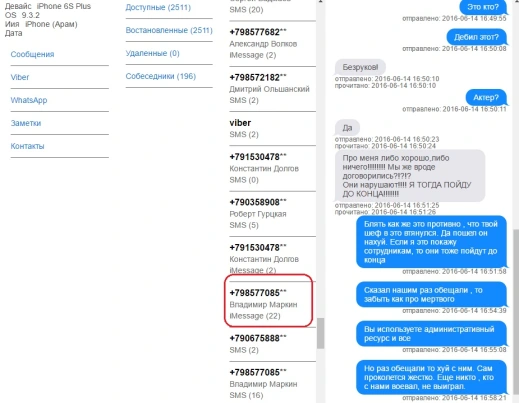 Девайс iPhone 6S Plus
OS 9.3.2
Имя iPhone (Арам)
Дата
Сообщения
Viber
WhatsApp
Заметки
Контакты
Доступные (2511)
Востановленные (2511)
Удаленные (0)
Собеседники (196)
SMS (20)
+798577682**
Александр Волков
iMessage (2)
+798572182**
Дмитрий Ольшанский
SMS (2)
viber
SMS (2)
+791530478**
Константин Долгов
SMS (0)
+790358908**
Роберт Гурцкая
SMS (5)
+791530478**
Константин Долгов
iMessage (2)
+798577085**
Владимир Маркин
iMessage (22)
+790675888**
SMS (2)
+798577085**
Владимир Маркин
SMS (16)
Это кто?
отправлено: 2016-06-14 16:49:55
Дебил этот?
отправлено: 2016-06-14 16:50:08
Безруков!
отправлено: 2016-06-14 16:50:10
прочитано: 2016-06-14 16:50:10
Актер?
отправлено: 2016-06-14 16:50:11
Да
отправлено: 2016-06-14 16:50:23
прочитано: 2016-06-14 16:50:24
Про меня либо хорошо,либо
ничего!!!!!!!!! Мы же вроде
договорились?!?!?
Они нарушают!!!! Я ТОГДА ПОЙДУ
ДО КОНЦА!!!!!!!!
отправлено: 2016-06-14 16:51:25
прочитано: 2016-06-14 16:51:26
Блять как же это противно , что твой
шеф в это втянулся. Да пошел он
нахуй. Если я это покажу
сотрудникам, то они тоже пойдут до
конца
отправлено: 2016-06-14 16:51:58
Сказал нашим раз обещали , то
забыть как про мертвого
отправлено: 2016-06-14 16:54:39
Вы используете административный
ресурс и все
отправлено: 2016-06-14 16:55:08
Но раз обещали то хуй с ним. Сам
проколется жестко. Еще никто , кто
с нами воевал, не выиграл.
отправлено: 2016-06-14 16:58:21